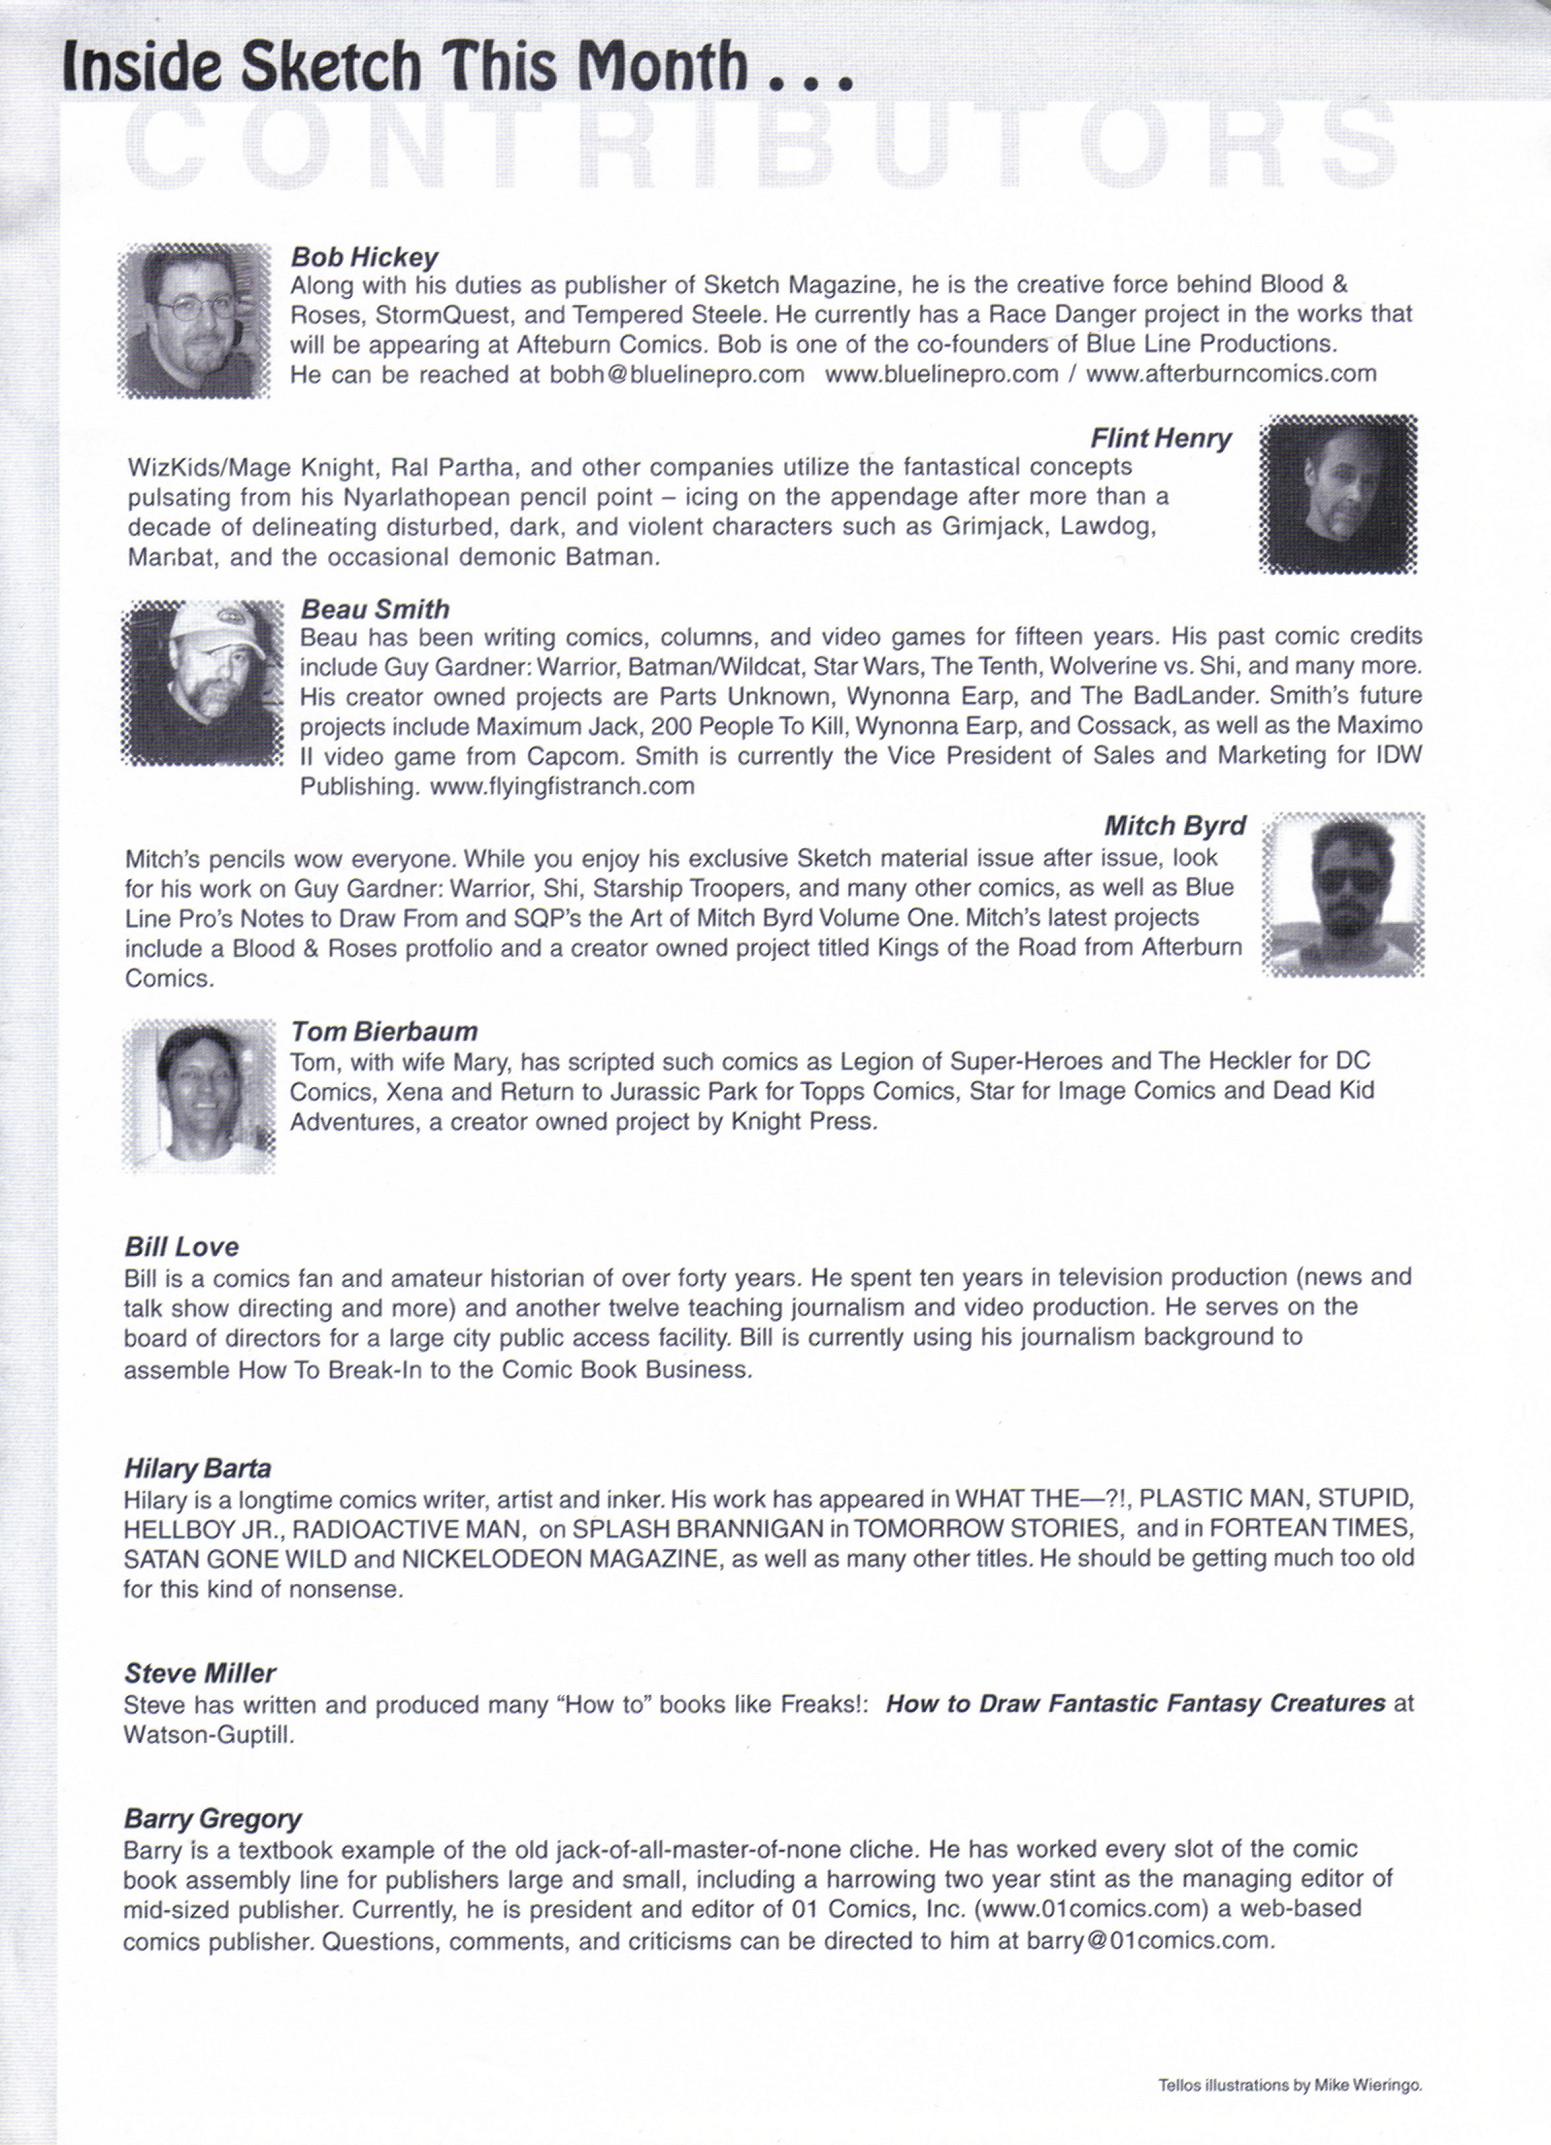 Inside Sketch This Month . . .
CONTRIBUTORS
Bob Hickey
Along with his duties as publisher of Sketch Magazine, he is the creative force behind Blood &
Roses, StormQuest, and Tempered Steele. He currently has a Race Danger project in the works that
will be appearing at Afteburn Comics. Bob is one of the co-founders of Blue Line Productions.
He can be reached at bobh@bluelinepro.com www.bluelinepro.com / www.afterburncomics.com
Flint Henry
WizKids/Mage Knight, Ral Partha, and other companies utilize the fantastical concepts
pulsating from his Nyarlathopean pencil point – icing on the appendage after more than a
decade of delineating disturbed, dark, and violent characters such as Grimjack, Lawdog,
Manbat, and the occasional demonic Batman.
Beau Smith
Beau has been writing comics, columns, and video games for fifteen years. His past comic credits
include Guy Gardner: Warrior, Batman/Wildcat, Star Wars, The Tenth, Wolverine vs. Shi, and many more.
His creator owned projects are Parts Unknown, Wynonna Earp, and The BadLander. Smith's future
projects include Maximum Jack, 200 People To Kill, Wynonna Earp, and Cossack, as well as the Maximo
II video game from Capcom. Smith is currently the Vice President of Sales and Marketing for IDW
Publishing. www.flyingfistranch.com
Mitch Byrd
Mitch's pencils wow everyone. While you enjoy his exclusive Sketch material issue after issue, look
for his work on Guy Gardner: Warrior, Shi, Starship Troopers, and many other comics, as well as Blue
Line Pro's Notes to Draw From and SQP's the Art of Mitch Byrd Volume One. Mitch's latest projects
include a Blood & Roses protfolio and a creator owned project titled Kings of the Road from Afterburn
Comics.
Tom Bierbaum
Tom, with wife Mary, has scripted such comics as Legion of Super-Heroes and The Heckler for DC
Comics, Xena and Return to Jurassic Park for Topps Comics, Star for Image Comics and Dead Kid
Adventures, a creator owned project by Knight Press.
Bill Love
Bill is a comics fan and amateur historian of over forty years. He spent ten years in television production (news and
talk show directing and more) and another twelve teaching journalism and video production. He serves on the
board of directors for a large city public access facility. Bill is currently using his journalism background to
assemble How To Break-In to the Comic Book Business.
Hilary Barta
Hilary is a longtime comics writer, artist and inker. His work has appeared in WHAT THE—?!, PLASTIC MAN, STUPID,
HELLBOY JR., RADIOACTIVE MAN, on SPLASH BRANNIGAN in TOMORROW STORIES, and in FORTEAN TIMES,
SATAN GONE WILD and NICKELODEON MAGAZINE, as well as many other titles. He should be getting much too old
for this kind of nonsense.
Steve Miller
Steve has written and produced many “How to” books like Freaks!: How to Draw Fantastic Fantasy Creatures at
Watson-Guptill.
Barry Gregory
Barry is a textbook example of the old jack-of-all-master-of-none cliche. He has worked every slot of the comic
book assembly line for publishers large and small, including a harrowing two year stint as the managing editor of
mid-sized publisher. Currently, he is president and editor of 01 Comics, Inc. (www.01comics.com) a web-based
comics publisher. Questions, comments, and criticisms can be directed to him at barry@01comics.com.
Tellos illustrations by Mike Wieringo.